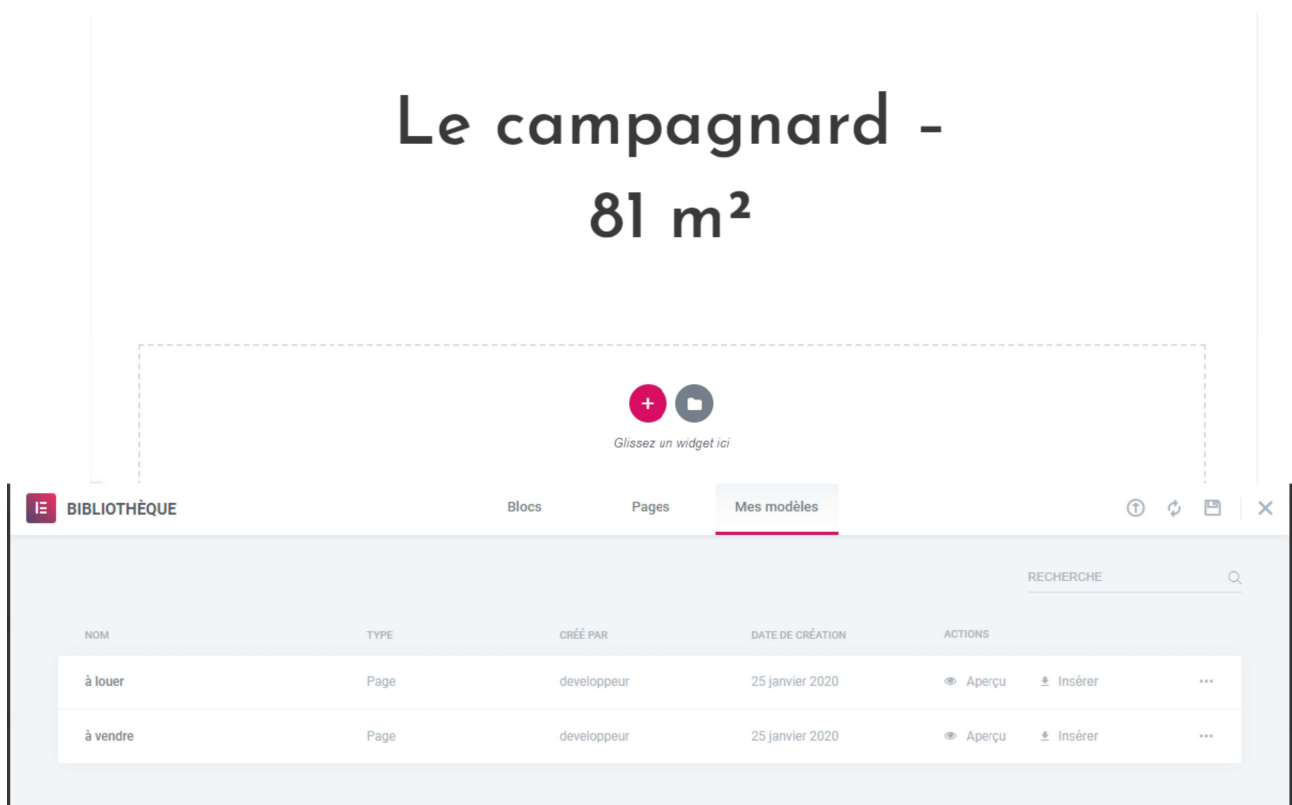 Le campagnard –
81 m²
Glissez un widget ici
BIBLIOTHÈQUE Blocs Pages Mes modèles
RECHERCHE
NOM TYPE CRÉÉ PAR DATE DE CRÉATION ACTIONS
à louer Page developpeur 25 janvier 2020 Aperçu Insérer
à vendre Page developpeur 25 janvier 2020 Aperçu Insérer